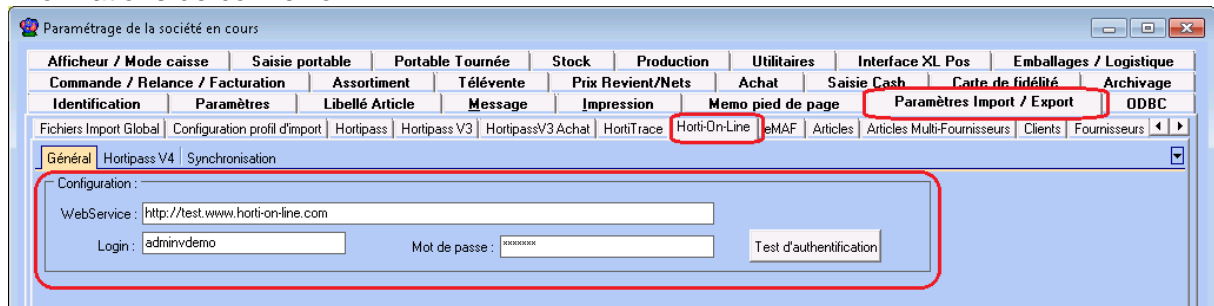 Paramétrage de la société en cours
Afficheur / Mode caisse Saisie portable Portable Tournée Stock Production Utilitaires Interface XL Pos Emballages / Logistique
Commande / Relance / Facturation Assortiment Télévente Prix Revient/Nets Achat Saisie Cash Carte de fidélité Archivage
Identification Paramètres Libellé Article Message Impression Memo pied de page Paramètres Import / Export ODBC
Fichiers Import Global Configuration profil d'import Hortipass Hortipass V3 HortipassV3 Achat HortiTrace Horti-On-Line eMAF Articles Articles Multi-Fournisseurs Clients Fournisseurs
Général Hortipass V4 Synchronisation
Configuration :
WebService : http://test.www.horti-on-line.com
Login : adminvdemo Mot de passe : ******* Test d'authentification